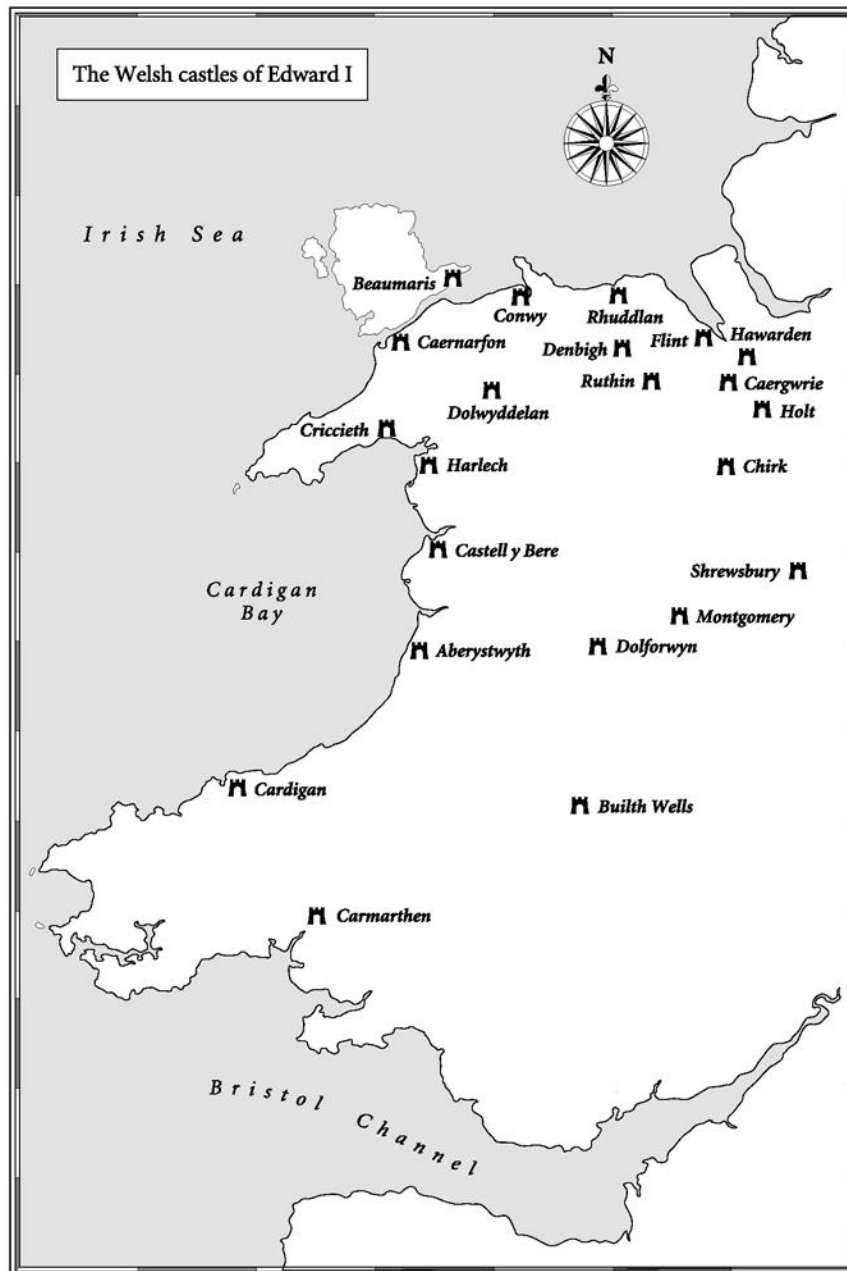 The Welsh castles of Edward I
N
Irish Sea
Beaumaris
Conwy
Rhuddlan
Flint
Hawarden
Caernarfon
Denbigh
Ruthin
Caergwrie
Dolwyddelan
Holt
Criccieth
Harlech
Chirk
Castell y Bere
Shrewsbury
Cardigan
Bay
Montgomery
Aberystwyth
Dolforwyn
Cardigan
Builth Wells
Carmarthen
Bristol Channel